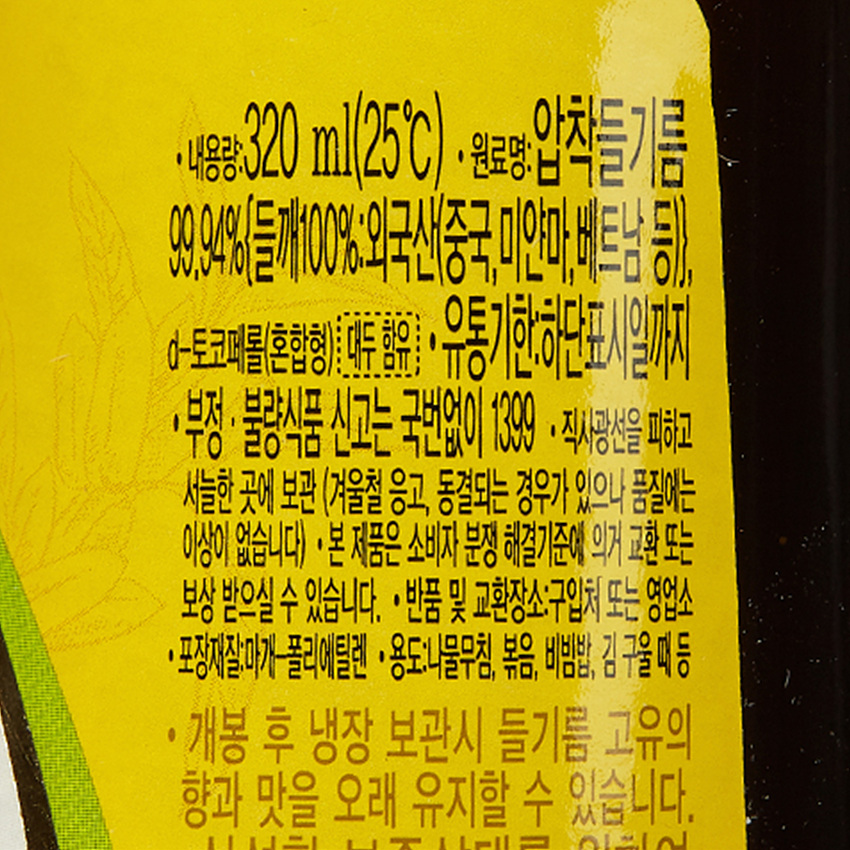 • 내용량:320 ml(25℃) • 원료명:압착들기름
99.94%{들깨100%:외국산(중국,미얀마,베트남 등)},
d-토코페롤(혼합형) 대두 함유 • 유통기한:하단표시일까지
• 부정 · 불량식품 신고는 국번없이 1399 • 직사광선을 피하고
서늘한 곳에 보관 (겨울철 응고, 동결되는 경우가 있으나 품질에는
이상이 없습니다) • 본 제품은 소비자 분쟁 해결기준에 의거 교환 또는
보상 받으실 수 있습니다. • 반품 및 교환장소:구입처 또는 영업소
• 포장재질:마개-폴리에틸렌 • 용도:나물무침, 볶음, 비빔밥, 김 구울 때 등
• 개봉 후 냉장 보관시 들기름 고유의
향과 맛을 오래 유지할 수 있습니다.